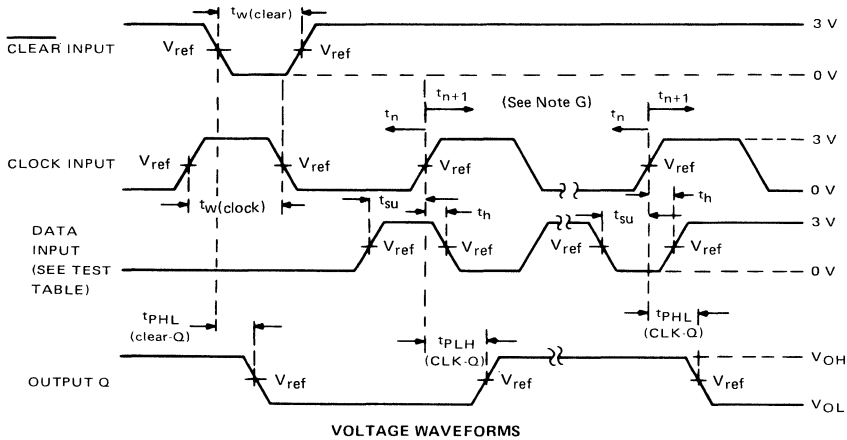 tw(clear)
3 V
CLEAR INPUT
Vref
Vref
0 V
tn
tn+1
(See Note G)
tn
tn+1
3 V
CLOCK INPUT
Vref
Vref
Vref
Vref
0 V
tw(clock)
tsu
th
tsu
th
3 V
DATA
INPUT
(SEE TEST
TABLE)
Vref
Vref
Vref
Vref
0 V
tPHL
(clear-Q)
tPLH
(CLK-Q)
tPHL
(CLK-Q)
VOH
OUTPUT Q
Vref
Vref
Vref
VOL
VOLTAGE WAVEFORMS